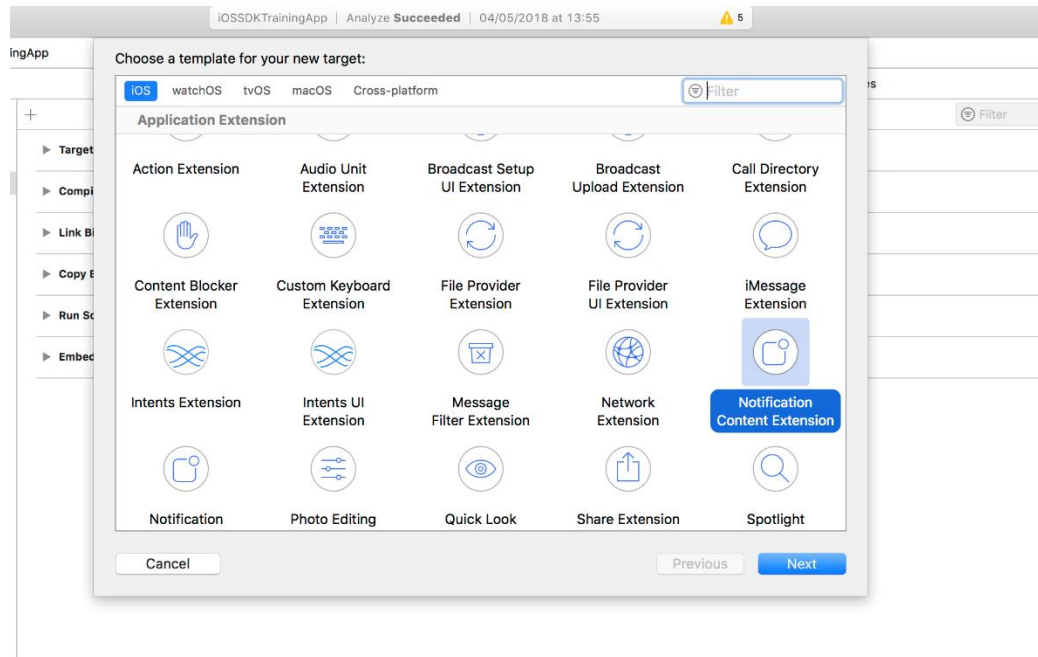 iOSSDKTrainingApp | Analyze Succeeded | 04/05/2018 at 13:55 5
ingApp
Choose a template for your new target:
es
iOS watchOS tvOS macOS Cross-platform Filter
+ Filter
Application Extension
Target
Action Extension Audio Unit Broadcast Setup Broadcast Call Directory
Extension UI Extension Upload Extension Extension
Compi
Link Bi
Copy B
Content Blocker Custom Keyboard File Provider File Provider iMessage
Extension Extension Extension UI Extension Extension
Run Sc
Embed
Intents Extension Intents UI Message Network Notification
Extension Filter Extension Extension Content Extension
Notification Photo Editing Quick Look Share Extension Spotlight
Cancel Previous Next